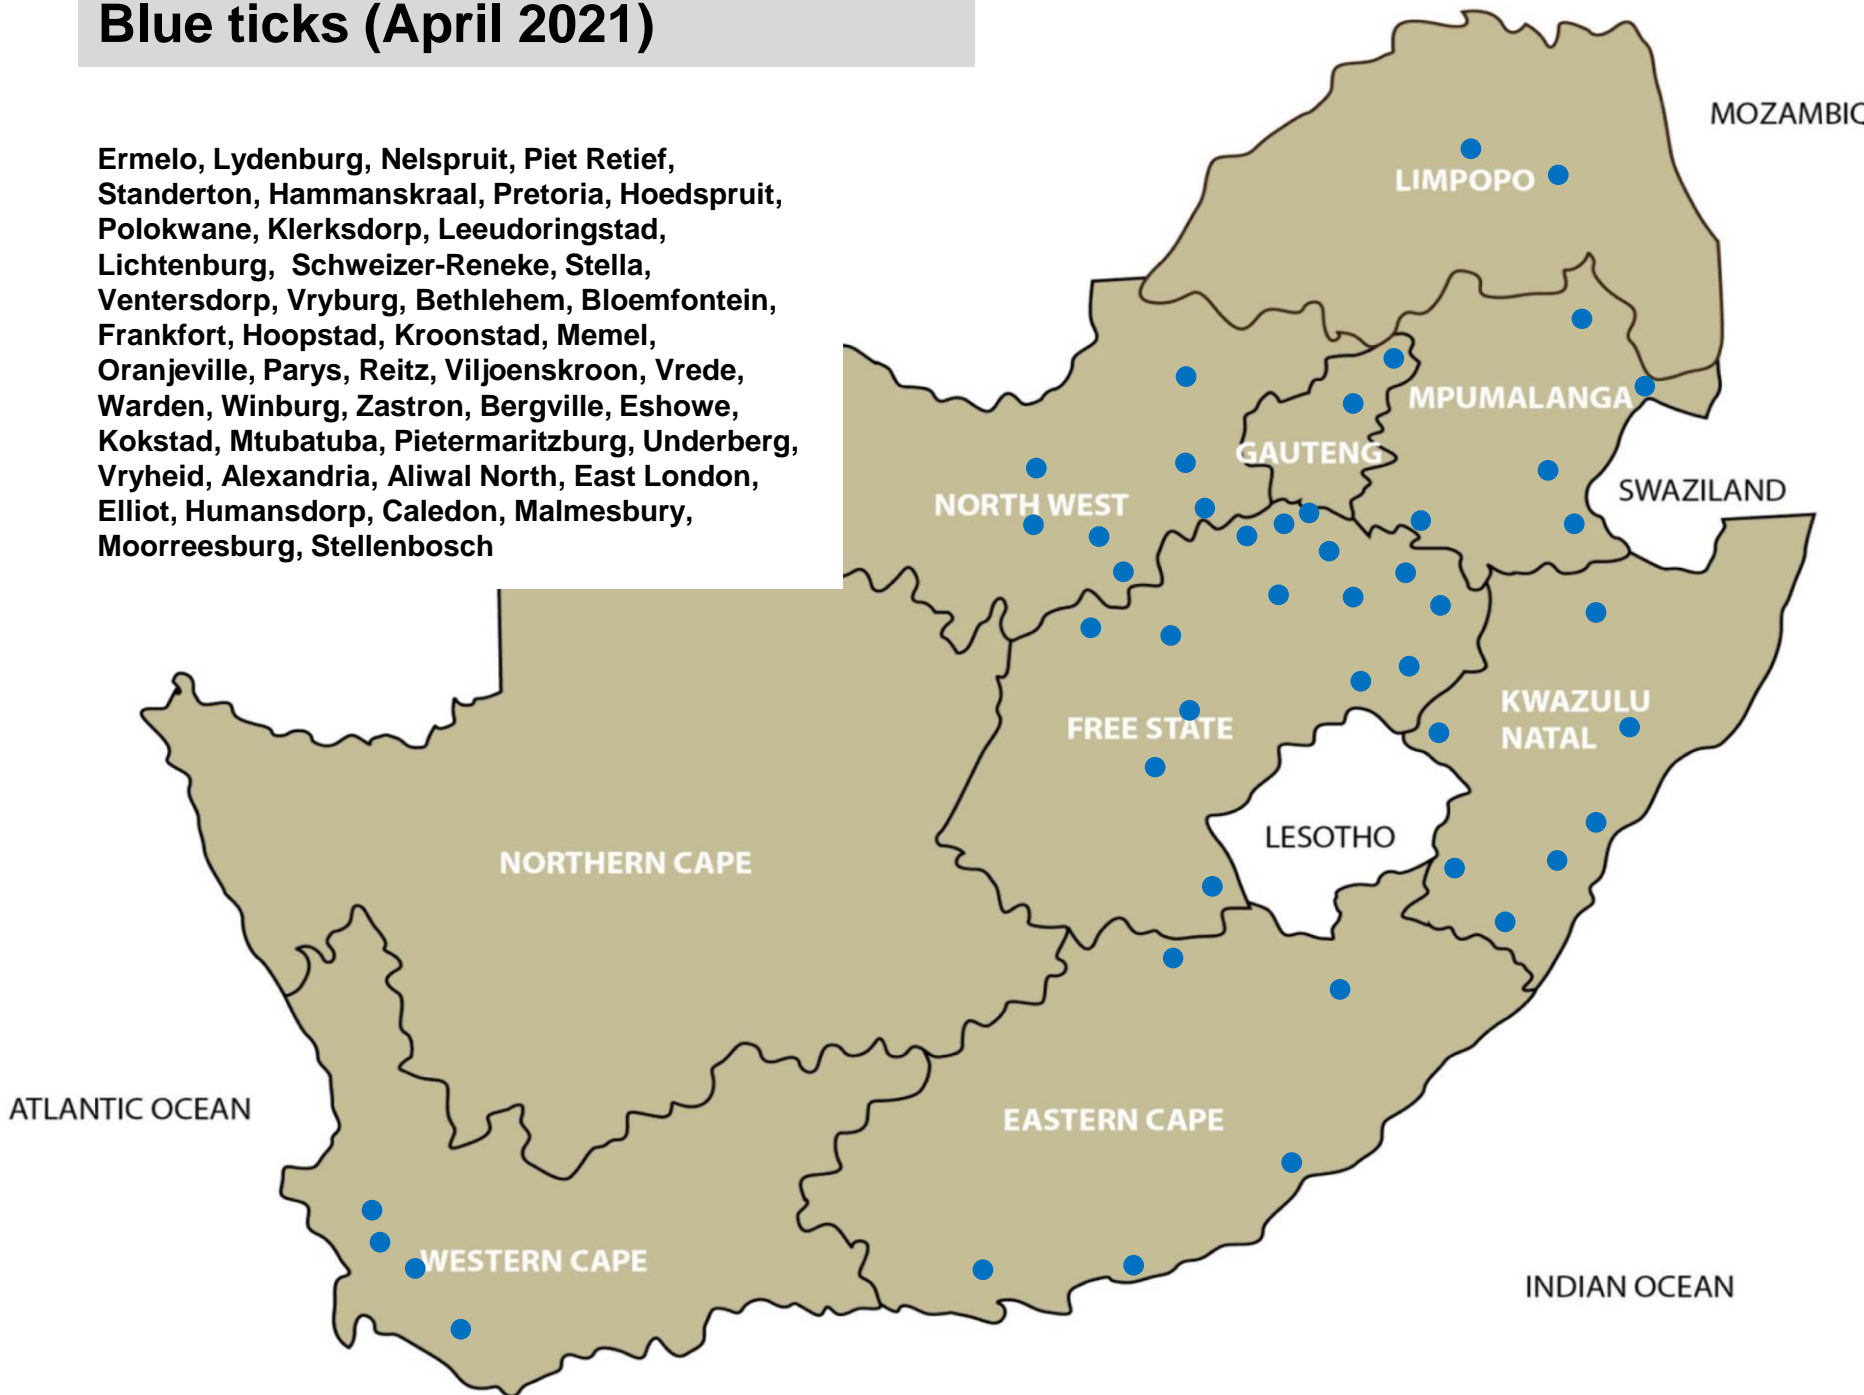 Blue ticks (April 2021)
Ermelo, Lydenburg, Nelspruit, Piet Retief,
Standerton, Hammanskraal, Pretoria, Hoedspruit,
Polokwane, Klerksdorp, Leeudoringstad,
Lichtenburg,  Schweizer-Reneke, Stella,
Ventersdorp, Vryburg, Bethlehem, Bloemfontein,
Frankfort, Hoopstad, Kroonstad, Memel,
Oranjeville, Parys, Reitz, Viljoenskroon, Vrede,
Warden, Winburg, Zastron, Bergville, Eshowe,
Kokstad, Mtubatuba, Pietermaritzburg, Underberg,
Vryheid, Alexandria, Aliwal North, East London,
Elliot, Humansdorp, Caledon, Malmesbury,
Moorreesburg, Stellenbosch
MOZAMBIQ
LIMPOPO
MPUMALANGA
GAUTENG
SWAZILAND
NORTH WEST
KWAZULU
NATAL
FREE STATE
LESOTHO
NORTHERN CAPE
ATLANTIC OCEAN
EASTERN CAPE
WESTERN CAPE
INDIAN OCEAN